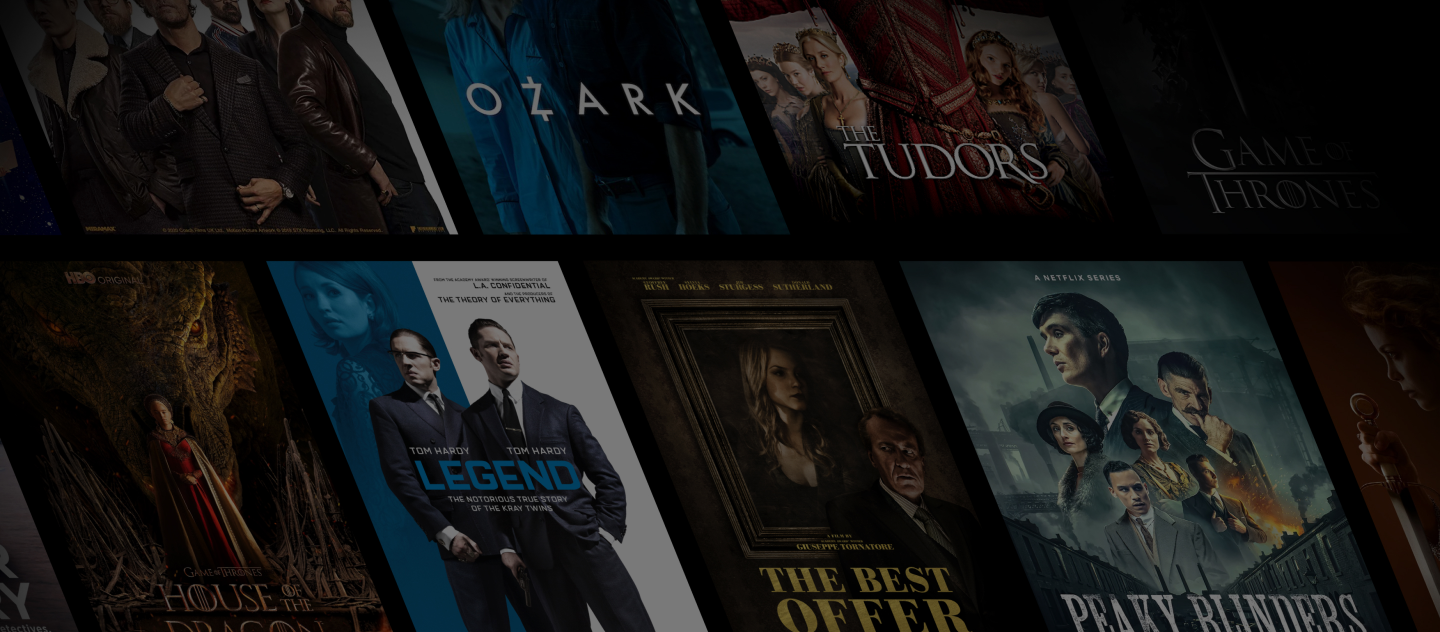 MIRAMAX
OZARK
THE
TUDORS
GAME OF
THRONES
HBO ORIGINAL
GAME OF THRONES
HOUSE OF
THE
DRAGON
FROM THE ACADEMY AWARD WINNING SCREENWRITER OF
L.A. CONFIDENTIAL
AND THE PRODUCERS OF
THE THEORY OF EVERYTHING
TOM HARDY TOM HARDY
LEGEND
THE NOTORIOUS TRUE STORY
OF THE KRAY TWINS
RUSH HOEKS STURGESS SUTHERLAND
A FILM BY
GIUSEPPE TORNATORE
THE BEST
OFFER
A NETFLIX SERIES
PEAKY BLINDERS